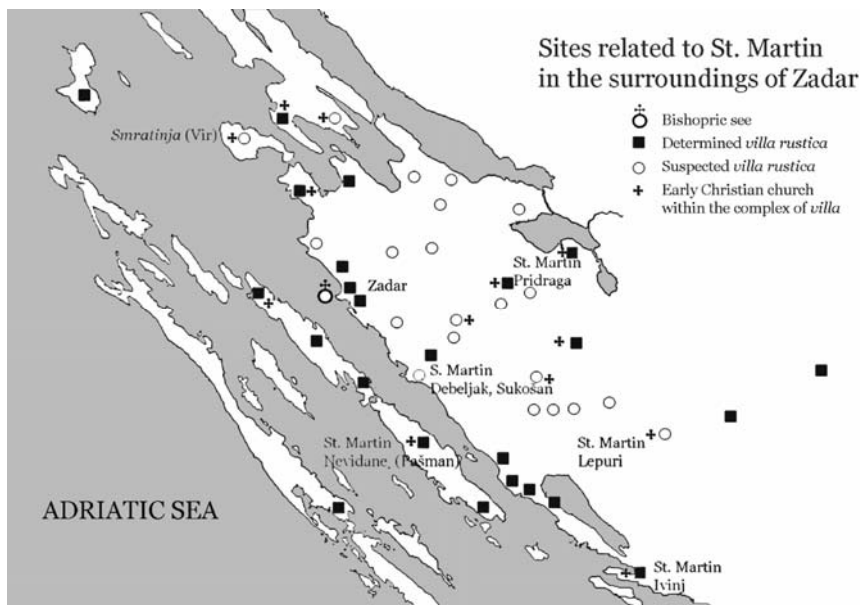 Sites related to St. Martin
in the surroundings of Zadar
Bishopric see
Determined villa rustica
Suspected villa rustica
Early Christian church
within the complex of villa
Smratinja (Vir)
Zadar
St. Martin
Pridraga
S. Martin
Debeljak, Sukošan
St. Martin
Nevidane, (Pašman)
St. Martin
Lepuri
ADRIATIC SEA
St. Martin
Ivinj